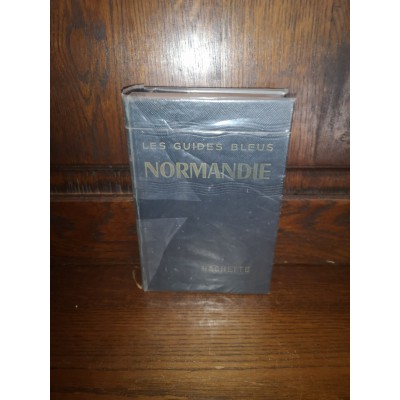 LES GUIDES BLEUS
NORMANDIE
HACHETTE